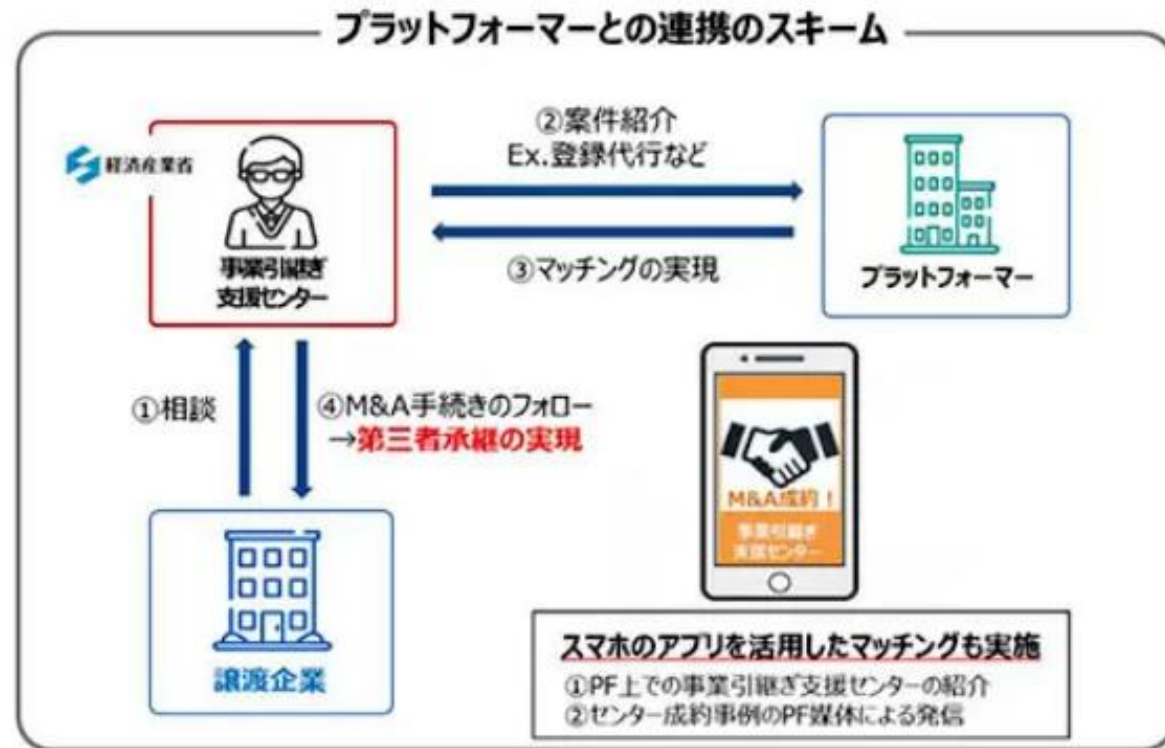 プラットフォーマーとの連携のスキーム
経済産業省
事業引継ぎ
支援センター
②案件紹介
Ex.登録代行など
③マッチングの実現
プラットフォーマー
①相談
④M&A手続きのフォロー
→第三者承継の実現
譲渡企業
M&A成約！
事業引継ぎ
支援センター
スマホのアプリを活用したマッチングも実施
①PF上での事業引継ぎ支援センターの紹介
②センター成約事例のPF媒体による発信